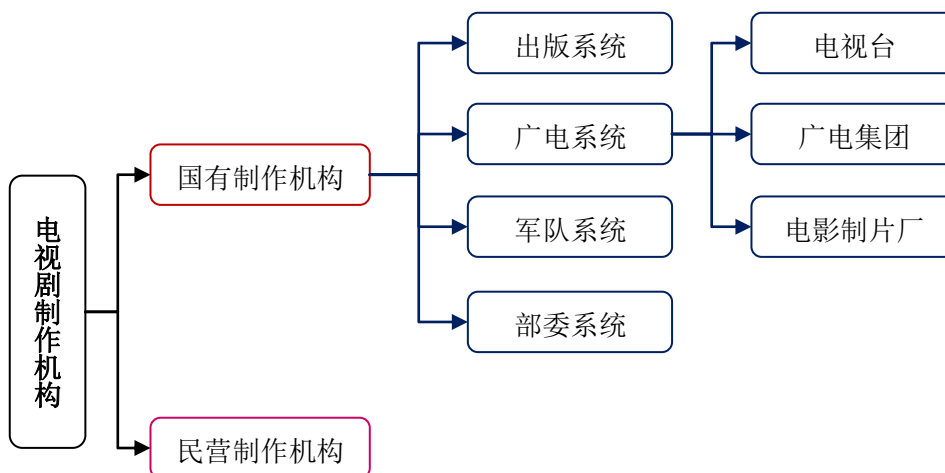 电视剧制作机构
国有制作机构
民营制作机构
出版系统
广电系统
军队系统
部委系统
电视台
广电集团
电影制片厂